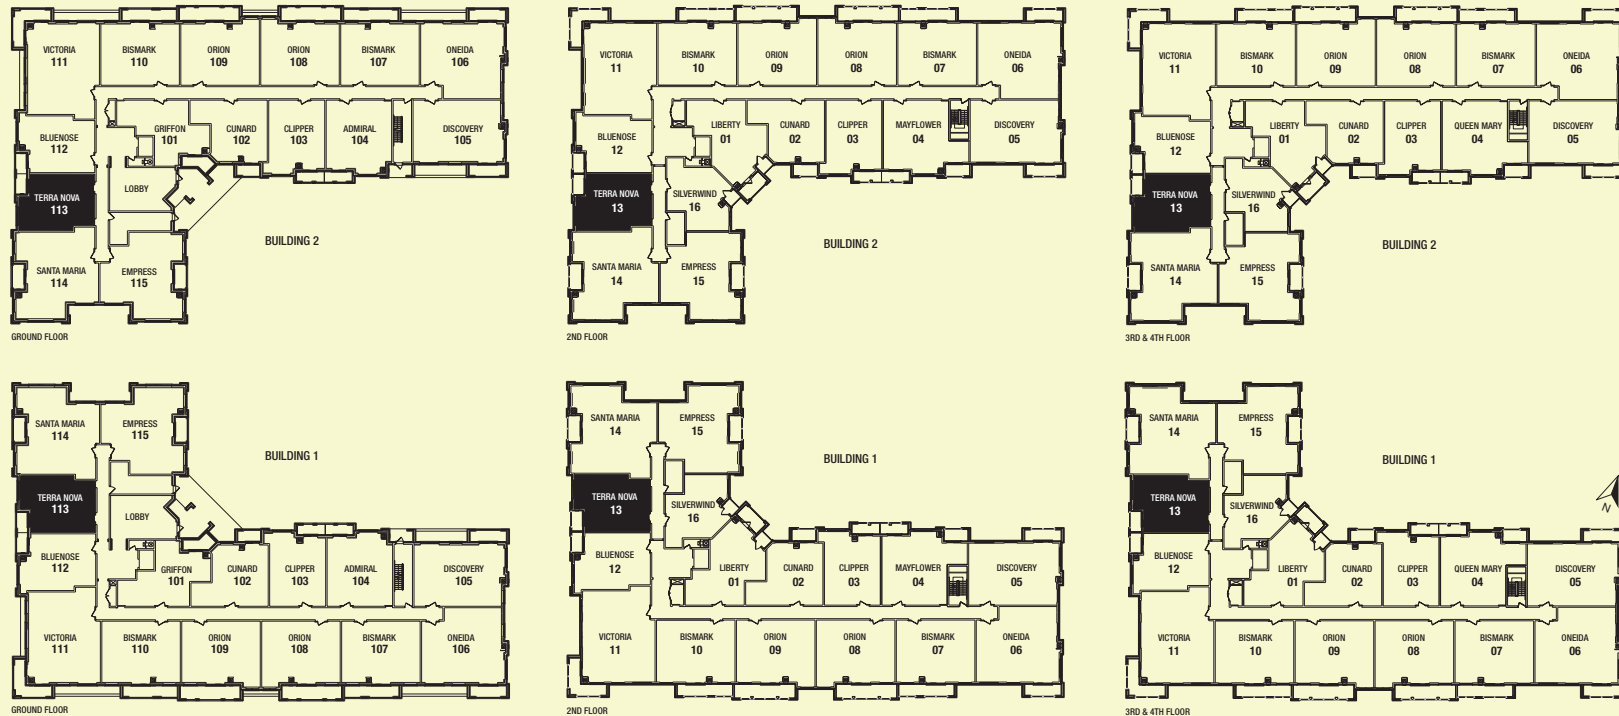 VICTORIA
111
BISMARK
110
ORION
109
ORION
108
BISMARK
107
ONEIDA
106
BLUENOSE
112
GRIFFON
101
CUNARD
102
CLIPPER
103
ADMIRAL
104
DISCOVERY
105
TERRA NOVA
113
LOBBY
SANTA MARIA
114
EMPRESS
115
BUILDING 2
GROUND FLOOR
VICTORIA
11
BISMARK
10
ORION
09
ORION
08
BISMARK
07
ONEIDA
06
BLUENOSE
12
LIBERTY
01
CUNARD
02
CLIPPER
03
MAYFLOWER
04
DISCOVERY
05
TERRA NOVA
13
SILVERWIND
16
SANTA MARIA
14
EMPRESS
15
BUILDING 2
2ND FLOOR
VICTORIA
11
BISMARK
10
ORION
09
ORION
08
BISMARK
07
ONEIDA
06
BLUENOSE
12
LIBERTY
01
CUNARD
02
CLIPPER
03
QUEEN MARY
04
DISCOVERY
05
TERRA NOVA
13
SILVERWIND
16
SANTA MARIA
14
EMPRESS
15
BUILDING 2
3RD & 4TH FLOOR
SANTA MARIA
114
EMPRESS
115
BUILDING 1
TERRA NOVA
113
LOBBY
BLUENOSE
112
GRIFFON
101
CUNARD
102
CLIPPER
103
ADMIRAL
104
DISCOVERY
105
VICTORIA
111
BISMARK
110
ORION
109
ORION
108
BISMARK
107
ONEIDA
106
GROUND FLOOR
SANTA MARIA
14
EMPRESS
15
BUILDING 1
TERRA NOVA
13
SILVERWIND
16
BLUENOSE
12
LIBERTY
01
CUNARD
02
CLIPPER
03
MAYFLOWER
04
DISCOVERY
05
VICTORIA
11
BISMARK
10
ORION
09
ORION
08
BISMARK
07
ONEIDA
06
2ND FLOOR
SANTA MARIA
14
EMPRESS
15
BUILDING 1
TERRA NOVA
13
SILVERWIND
16
BLUENOSE
12
LIBERTY
01
CUNARD
02
CLIPPER
03
QUEEN MARY
04
DISCOVERY
05
VICTORIA
11
BISMARK
10
ORION
09
ORION
08
BISMARK
07
ONEIDA
06
3RD & 4TH FLOOR
N